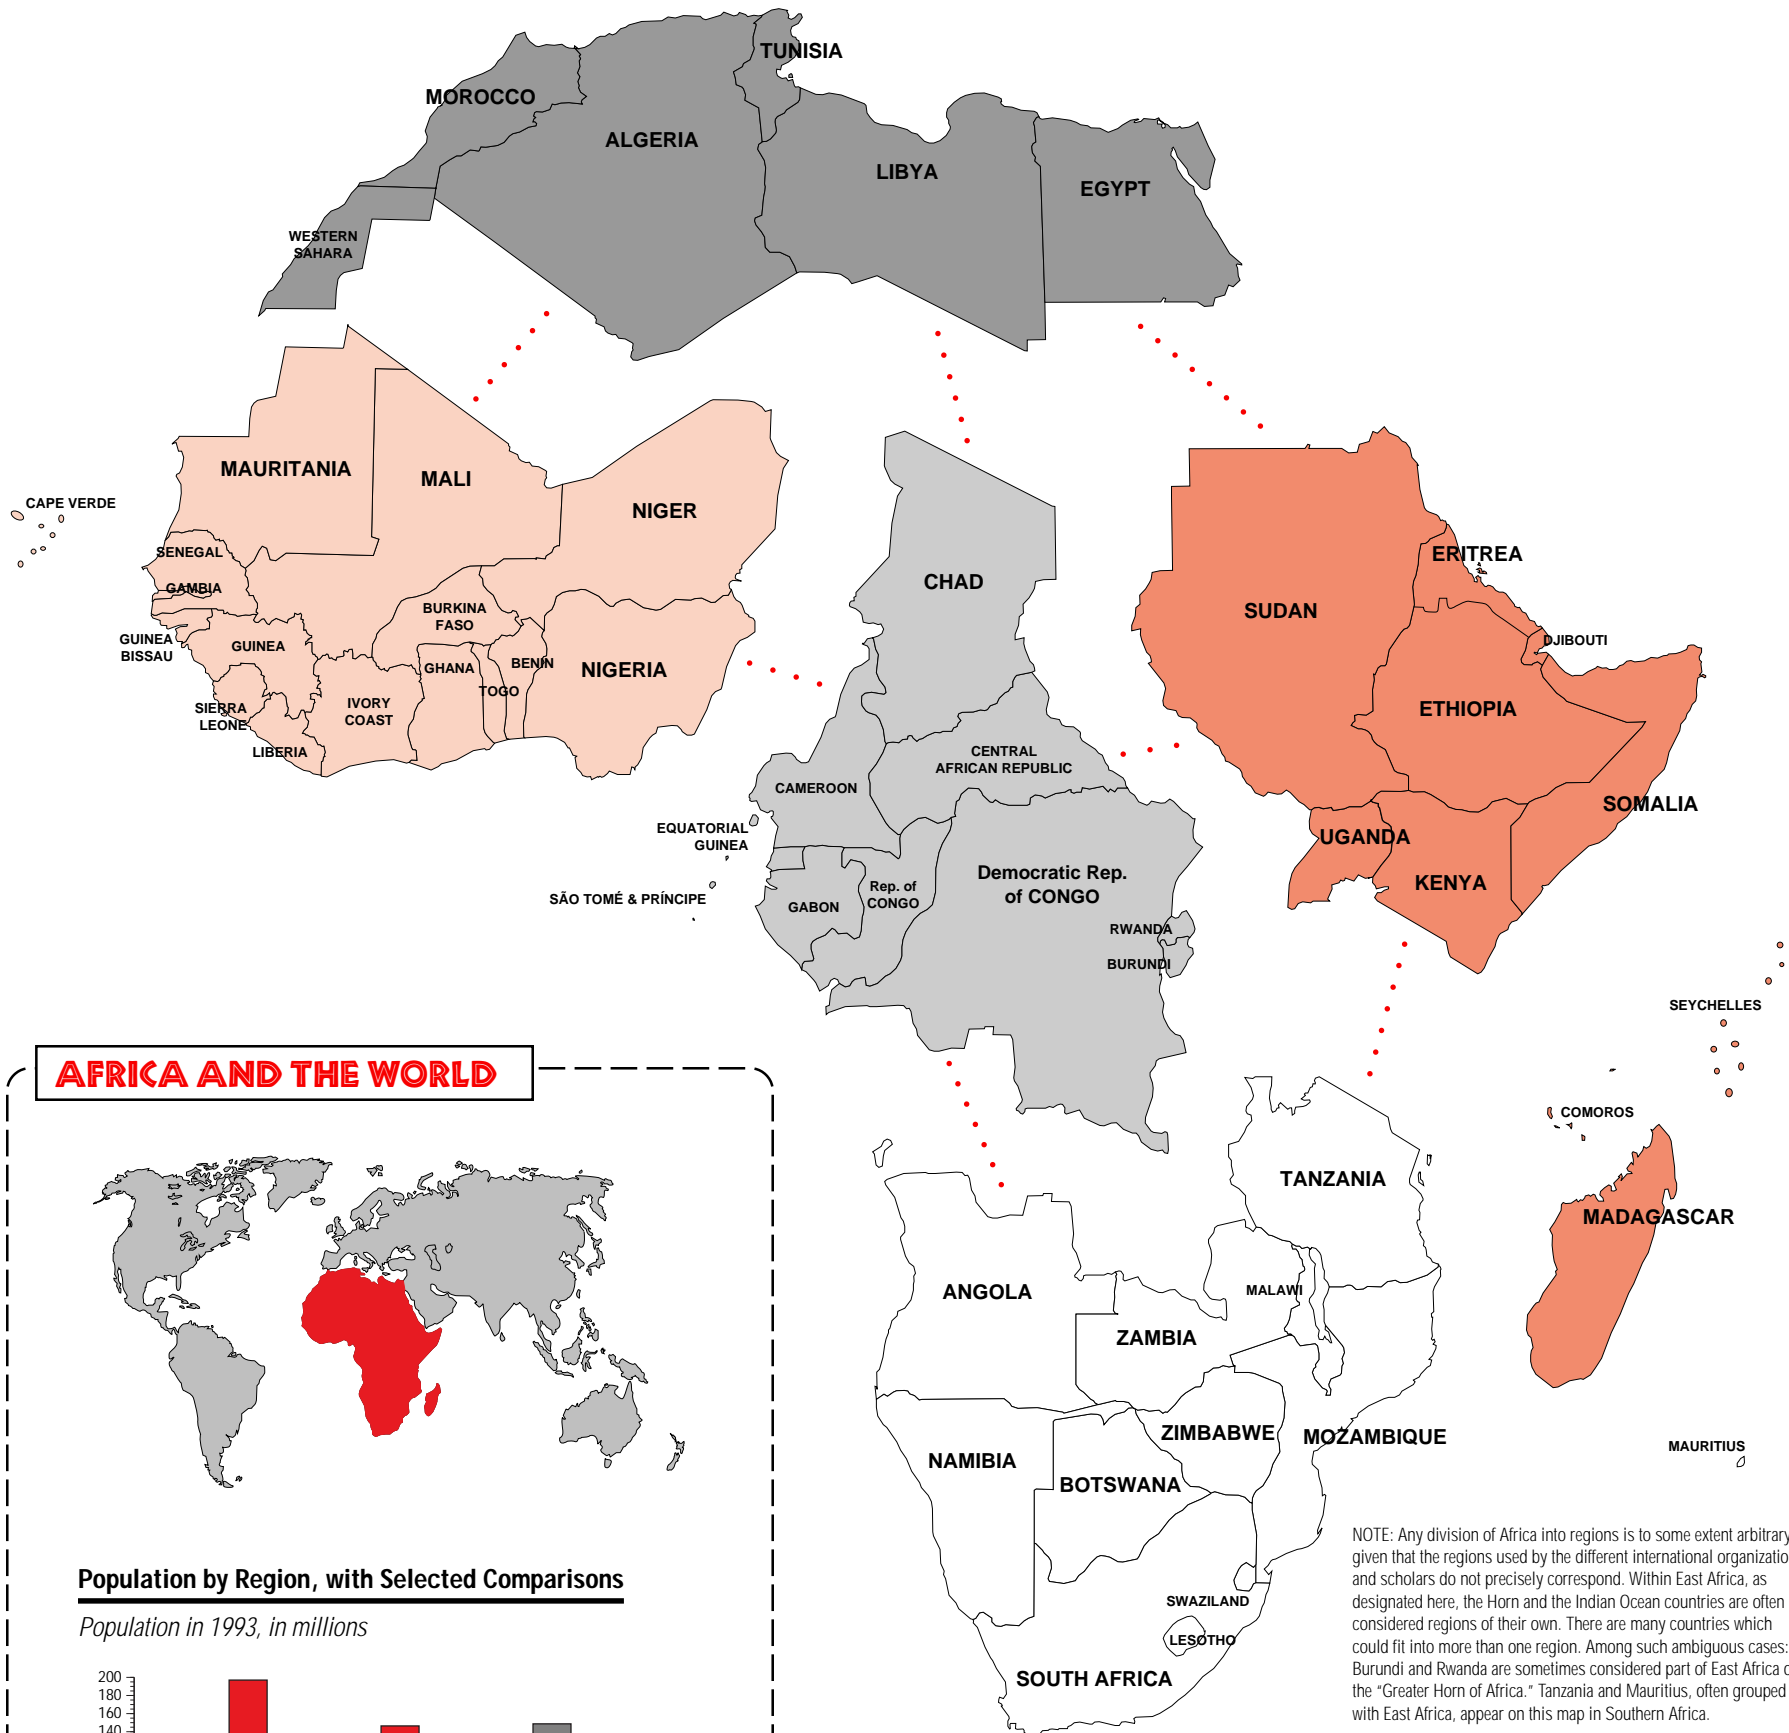 TUNISIA
MOROCCO
ALGERIA
LIBYA
EGYPT
WESTERN
SAHARA
MAURITANIA
MALI
NIGER
CAPE VERDE
SENEGAL
GAMBIA
GUINEA
BISSAU
GUINEA
BURKINA
FASO
GHANA
TOGO
BENIN
NIGERIA
SIERRA
LEONE
IVORY
COAST
LIBERIA
CHAD
CENTRAL
AFRICAN REPUBLIC
CAMEROON
EQUATORIAL
GUINEA
SÃO TOMÉ & PRÍNCIPE
GABON
Rep. of
CONGO
Democratic Rep.
of CONGO
RWANDA
BURUNDI
SUDAN
ERITREA
DJIBOUTI
ETHIOPIA
SOMALIA
UGANDA
KENYA
SEYCHELLES
COMOROS
MADAGASCAR
MAURITIUS
TANZANIA
ANGOLA
MALAWI
ZAMBIA
ZIMBABWE
MOZAMBIQUE
NAMIBIA
BOTSWANA
SWAZILAND
LESOTHO
SOUTH AFRICA
AFRICA AND THE WORLD
Population by Region, with Selected Comparisons
Population in 1993, in millions
200
180
160
140
NOTE: Any division of Africa into regions is to some extent arbitrary
given that the regions used by the different international organizatio
and scholars do not precisely correspond. Within East Africa, as
designated here, the Horn and the Indian Ocean countries are often
considered regions of their own. There are many countries which
could fit into more than one region. Among such ambiguous cases:
Burundi and Rwanda are sometimes considered part of East Africa
the "Greater Horn of Africa." Tanzania and Mauritius, often grouped
with East Africa, appear on this map in Southern Africa.